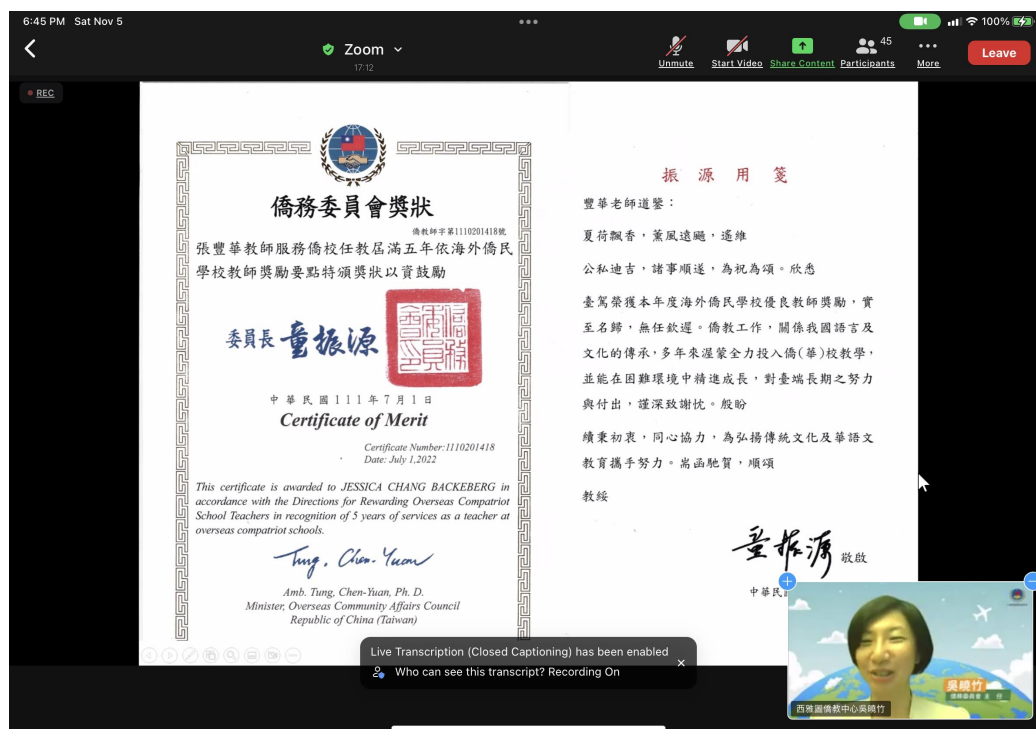 6:45 PM Sat Nov 5
100%
Zoom
17:12
Unmute
Start Video
Share Content
45
Participants
More
Leave
REC
僑務委員會獎狀
僑教師字第1110201418號
張豐華教師服務僑校任教屆滿五年依海外僑民
學校教師獎勵要點特頒獎狀以資鼓勵
委員長 童振源
僑務委員會印
中華民國111年7月1日
Certificate of Merit
Certificate Number:1110201418
Date: July 1,2022
This certificate is awarded to JESSICA CHANG BACKEBERG in
accordance with the Directions for Rewarding Overseas Compatriot
School Teachers in recognition of 5 years of services as a teacher at
overseas compatriot schools.
Tung, Chen-Yuan
Amb. Tung, Chen-Yuan, Ph. D.
Minister, Overseas Community Affairs Council
Republic of China (Taiwan)
振源用箋
豐華老師道鑒：
夏荷飄香，薰風遠颺，遙維
公私迪吉，諸事順遂，為祝為頌。欣悉
臺駕榮獲本年度海外僑民學校優良教師獎勵，實
至名歸，無任欽遲。僑教工作，關係我國語言及
文化的傳承，多年來渥蒙全力投入僑(華)校教學，
並能在困難環境中精進成長，對臺端長期之努力
與付出，謹深致謝忱。殷盼
續秉初衷，同心協力，為弘揚傳統文化及華語文
教育攜手努力。耑函馳賀，順頌
教綏
童振源 敬啟
中華民
Live Transcription (Closed Captioning) has been enabled
Who can see this transcript? Recording On
吳曉竹
西雅圖僑教中心吳曉竹